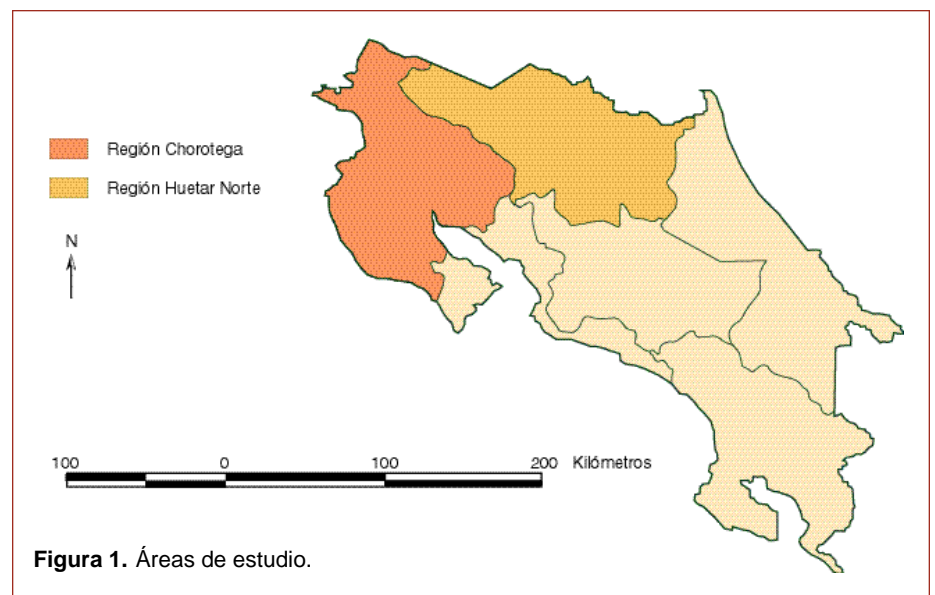 Región Chorotega
Región Huetar Norte
N
100 0 100 200 Kilómetros
Figura 1. Áreas de estudio.